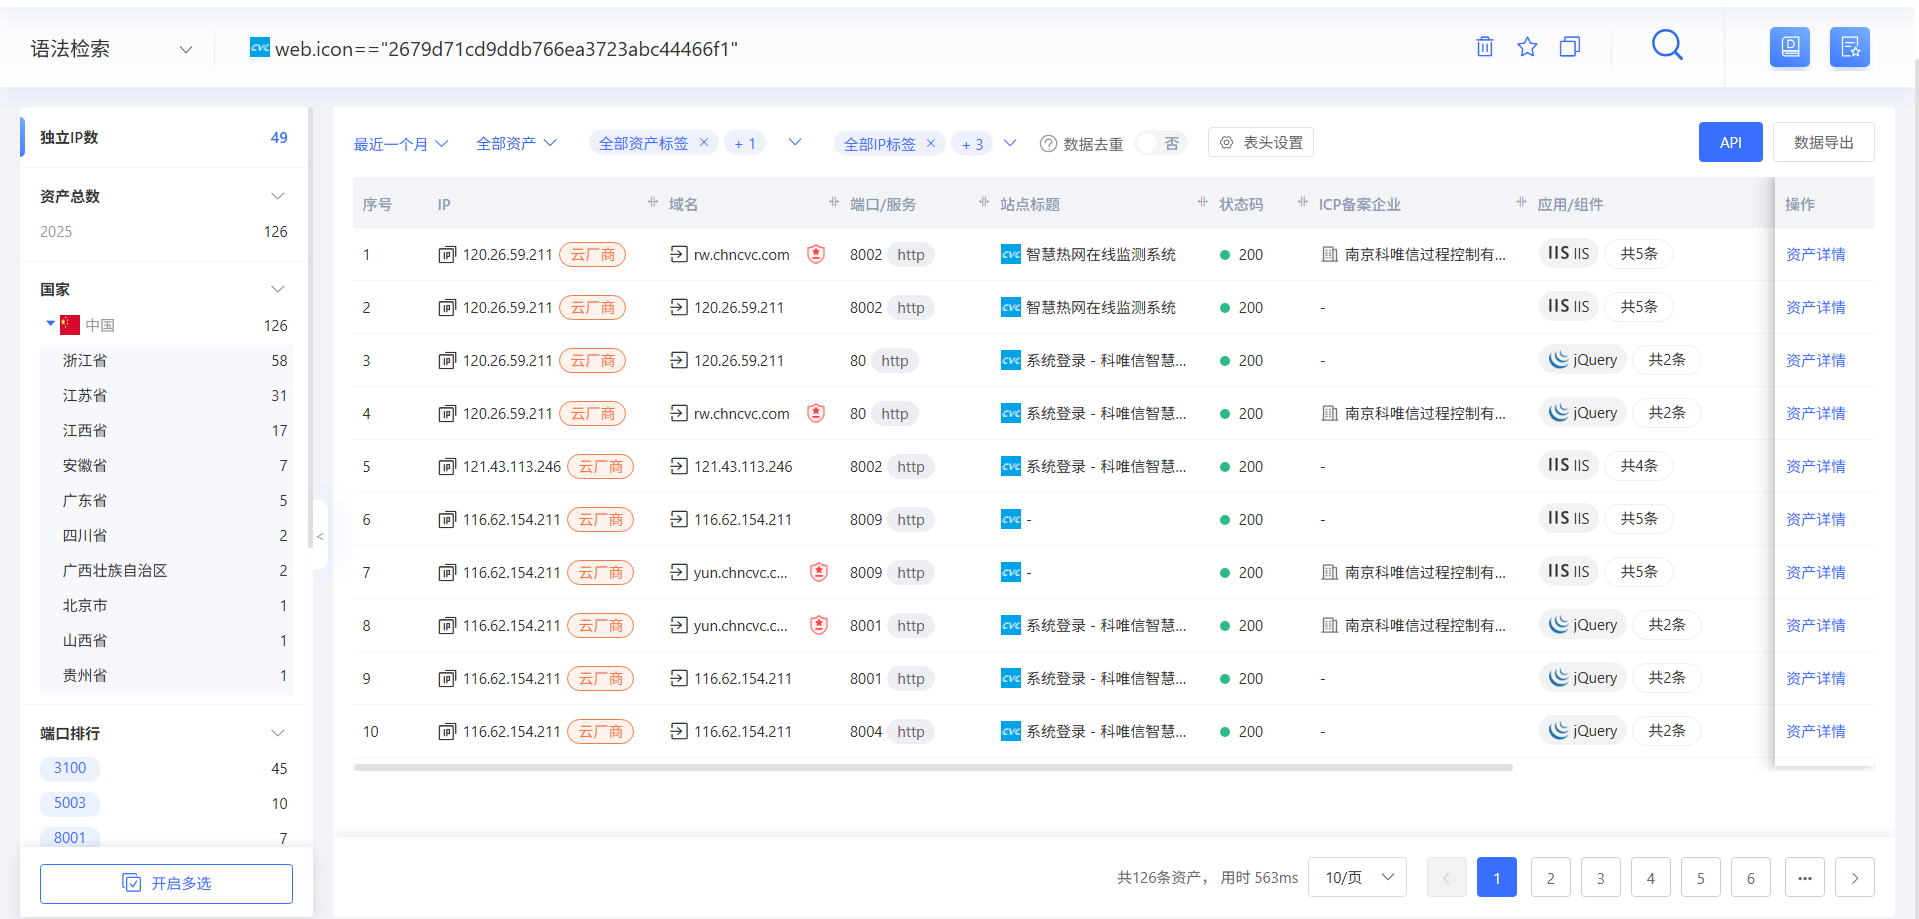 语法检索
web.icon=="2679d71cd9ddb766ea3723abc44466f1"
独立IP数 49
资产总数
2025 126
国家
中国 126
浙江省 58
江苏省 31
江西省 17
安徽省 7
广东省 5
四川省 2
广西壮族自治区 2
北京市 1
山西省 1
贵州省 1
端口排行
3100 45
5003 10
8001 7
开启多选
最近一个月 全部资产 全部资产标签 × + 1 全部IP标签 × + 3 数据去重 否 表头设置 API 数据导出
序号 IP 域名 端口/服务 站点标题 状态码 ICP备案企业 应用/组件 操作
1 120.26.59.211 云厂商 rw.chncvc.com 8002 http 智慧热网在线监测系统 200 南京科唯信过程控制有... IIS IIS 共5条 资产详情
2 120.26.59.211 云厂商 120.26.59.211 8002 http 智慧热网在线监测系统 200 - IIS IIS 共5条 资产详情
3 120.26.59.211 云厂商 120.26.59.211 80 http 系统登录 - 科唯信智慧... 200 - jQuery 共2条 资产详情
4 120.26.59.211 云厂商 rw.chncvc.com 80 http 系统登录 - 科唯信智慧... 200 南京科唯信过程控制有... jQuery 共2条 资产详情
5 121.43.113.246 云厂商 121.43.113.246 8002 http 系统登录 - 科唯信智慧... 200 - IIS IIS 共4条 资产详情
6 116.62.154.211 云厂商 116.62.154.211 8009 http - 200 - IIS IIS 共5条 资产详情
7 116.62.154.211 云厂商 yun.chncvc.c... 8009 http - 200 南京科唯信过程控制有... IIS IIS 共5条 资产详情
8 116.62.154.211 云厂商 yun.chncvc.c... 8001 http 系统登录 - 科唯信智慧... 200 南京科唯信过程控制有... jQuery 共2条 资产详情
9 116.62.154.211 云厂商 116.62.154.211 8001 http 系统登录 - 科唯信智慧... 200 - jQuery 共2条 资产详情
10 116.62.154.211 云厂商 116.62.154.211 8004 http 系统登录 - 科唯信智慧... 200 - jQuery 共2条 资产详情
共126条资产， 用时 563ms 10/页 < 1 2 3 4 5 6 ... >